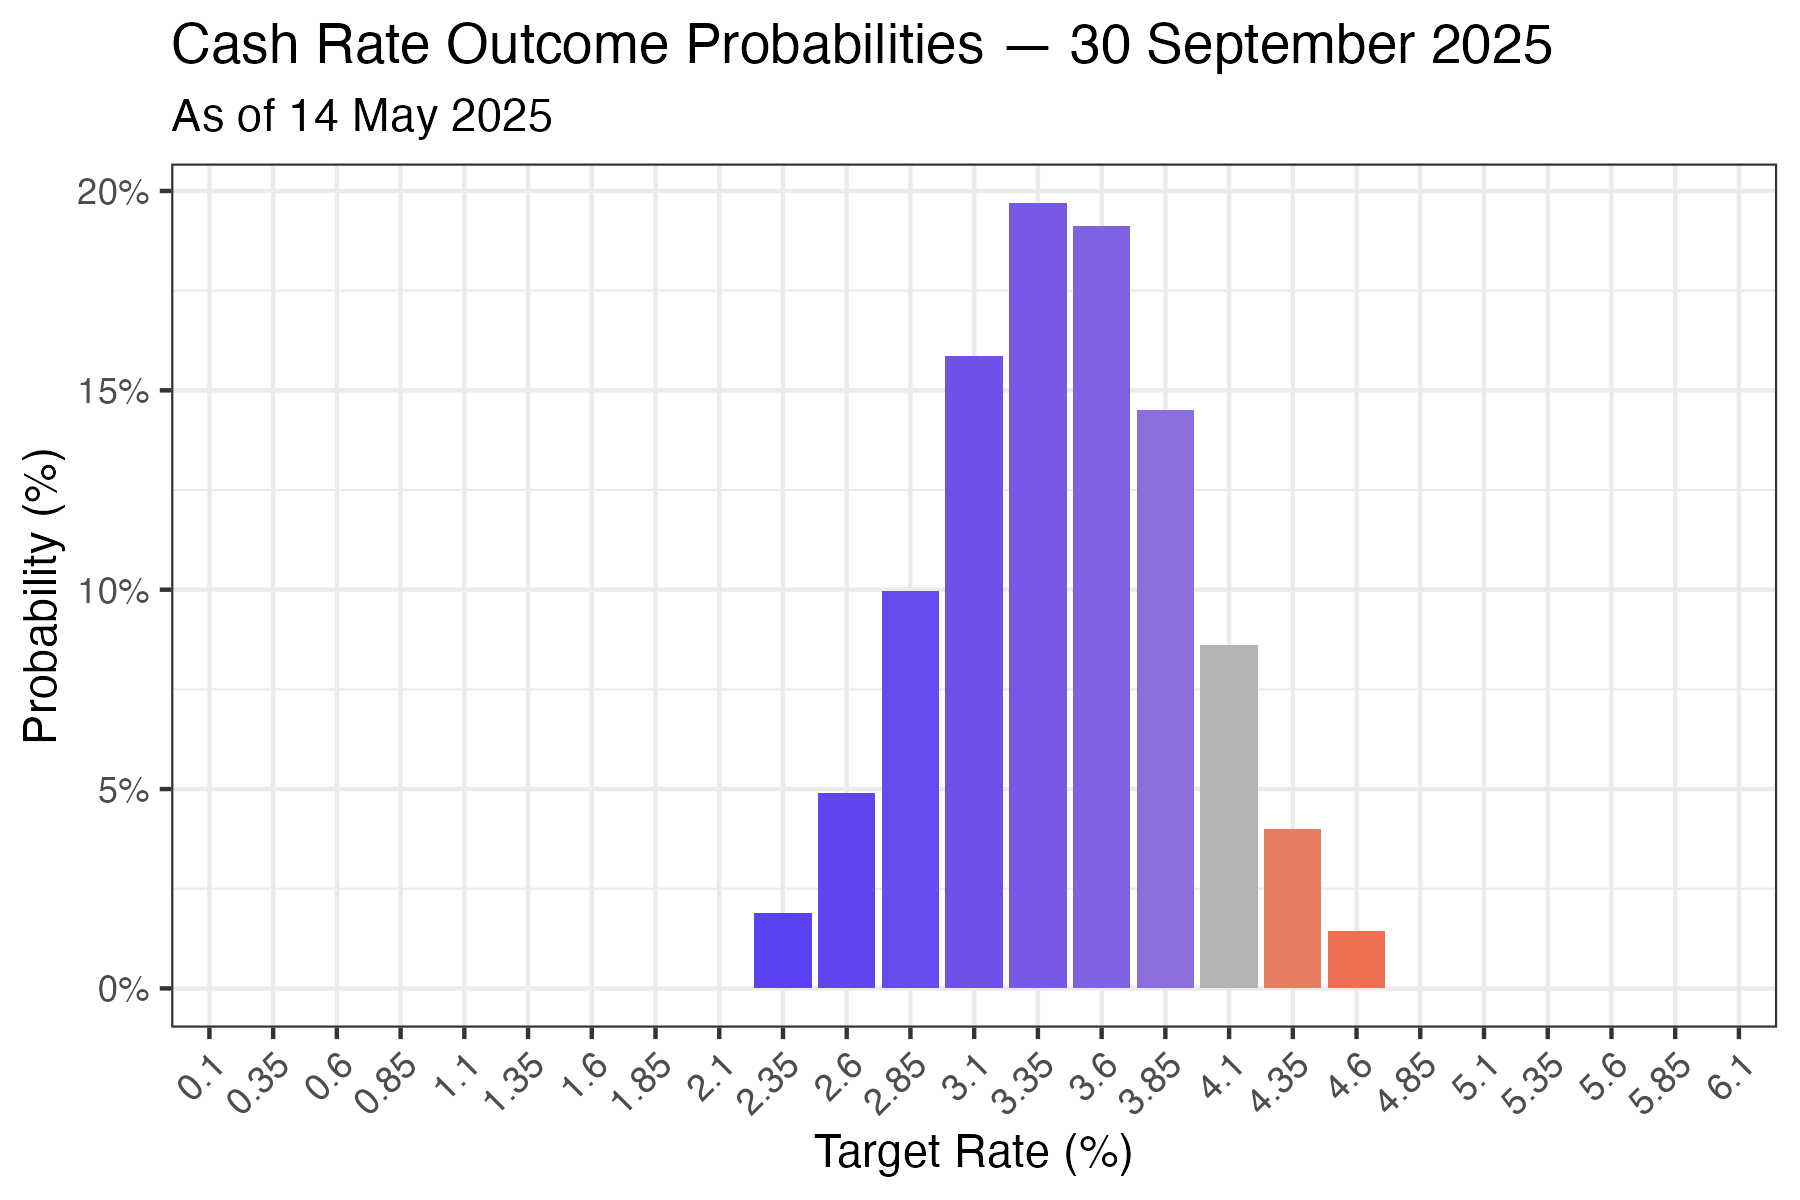 Cash Rate Outcome Probabilities — 30 September 2025
As of 14 May 2025
Probability (%)
20%
15%
10%
5%
0%
0.1 0.35 0.6 0.85 1.1 1.35 1.6 1.85 2.1 2.35 2.6 2.85 3.1 3.35 3.6 3.85 4.1 4.35 4.6 4.85 5.1 5.35 5.6 5.85 6.1
Target Rate (%)